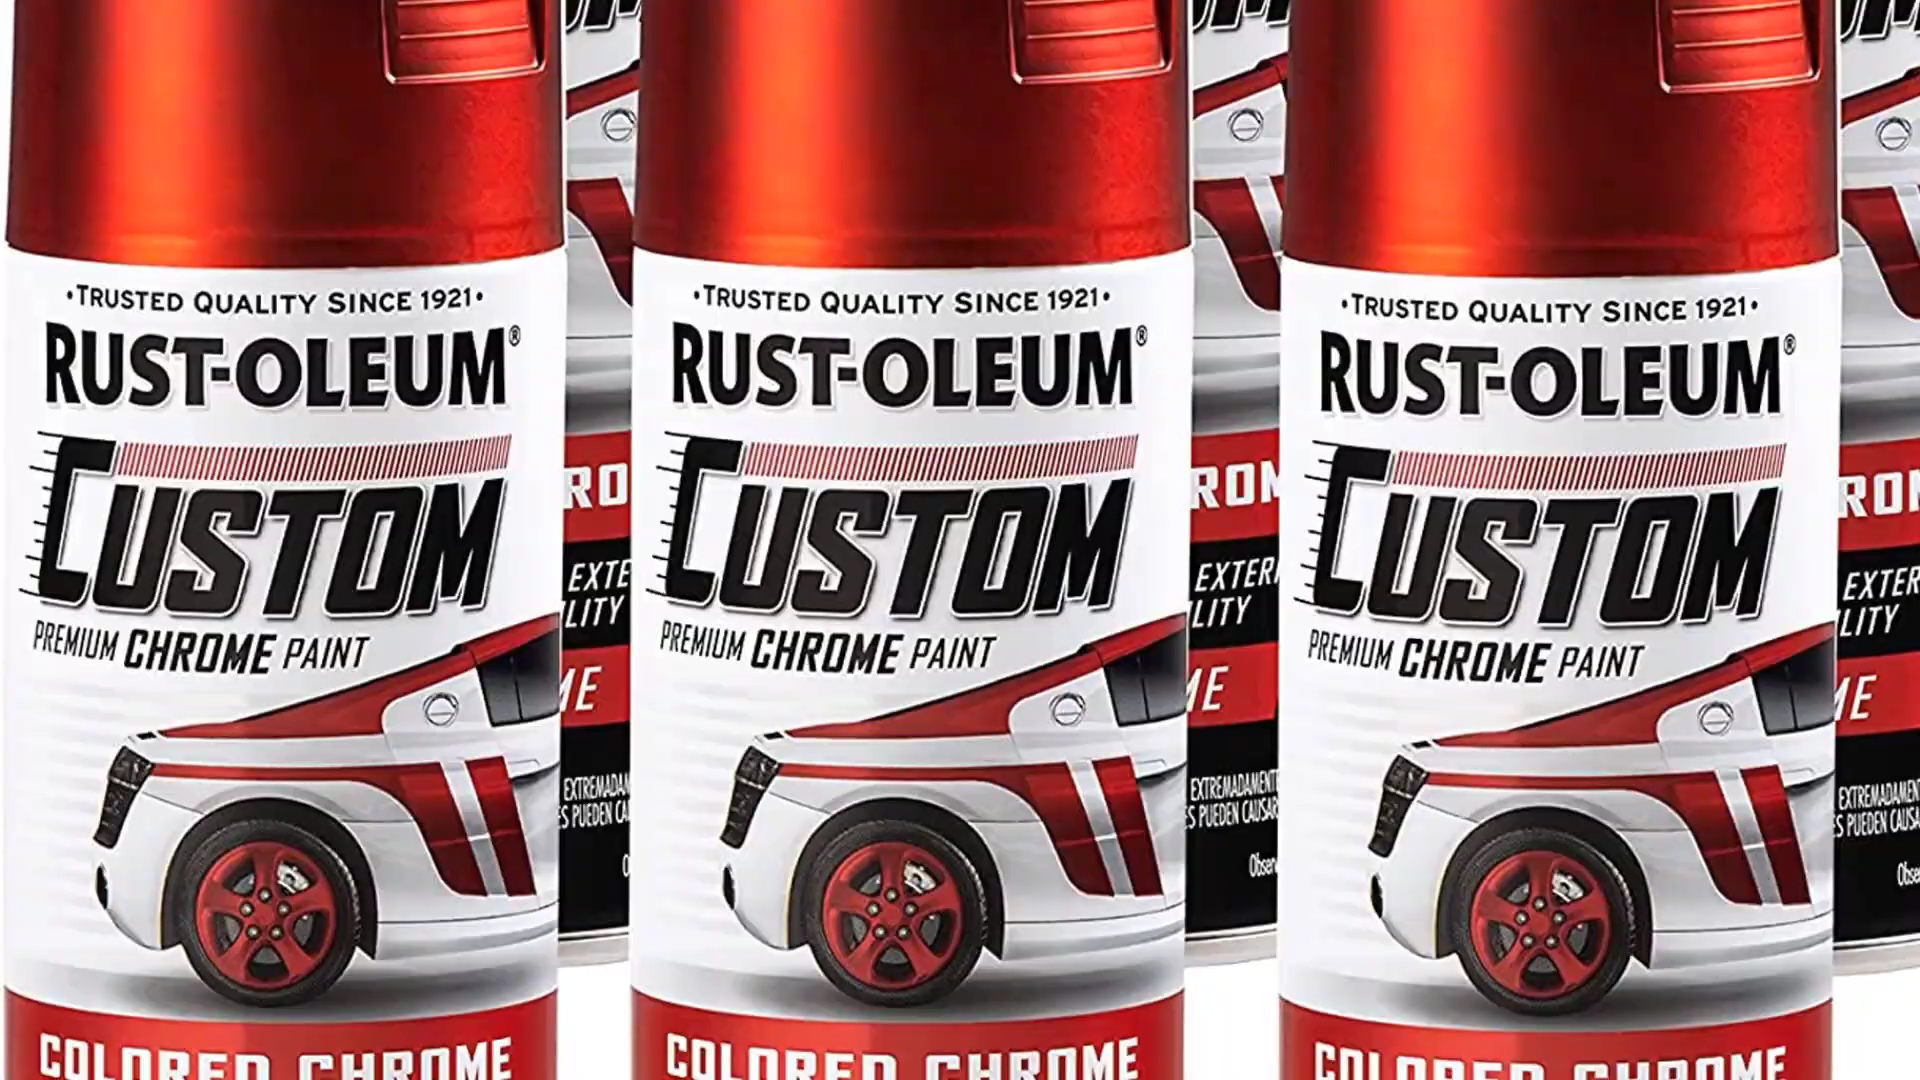 •TRUSTED QUALITY SINCE 1921•
RUST-OLEUM®
CUSTOM
PREMIUM CHROME PAINT
COLORED CHROME
•TRUSTED QUALITY SINCE 1921•
RUST-OLEUM®
CUSTOM
PREMIUM CHROME PAINT
COLORED CHROME
•TRUSTED QUALITY SINCE 1921•
RUST-OLEUM®
CUSTOM
PREMIUM CHROME PAINT
COLORED CHROME